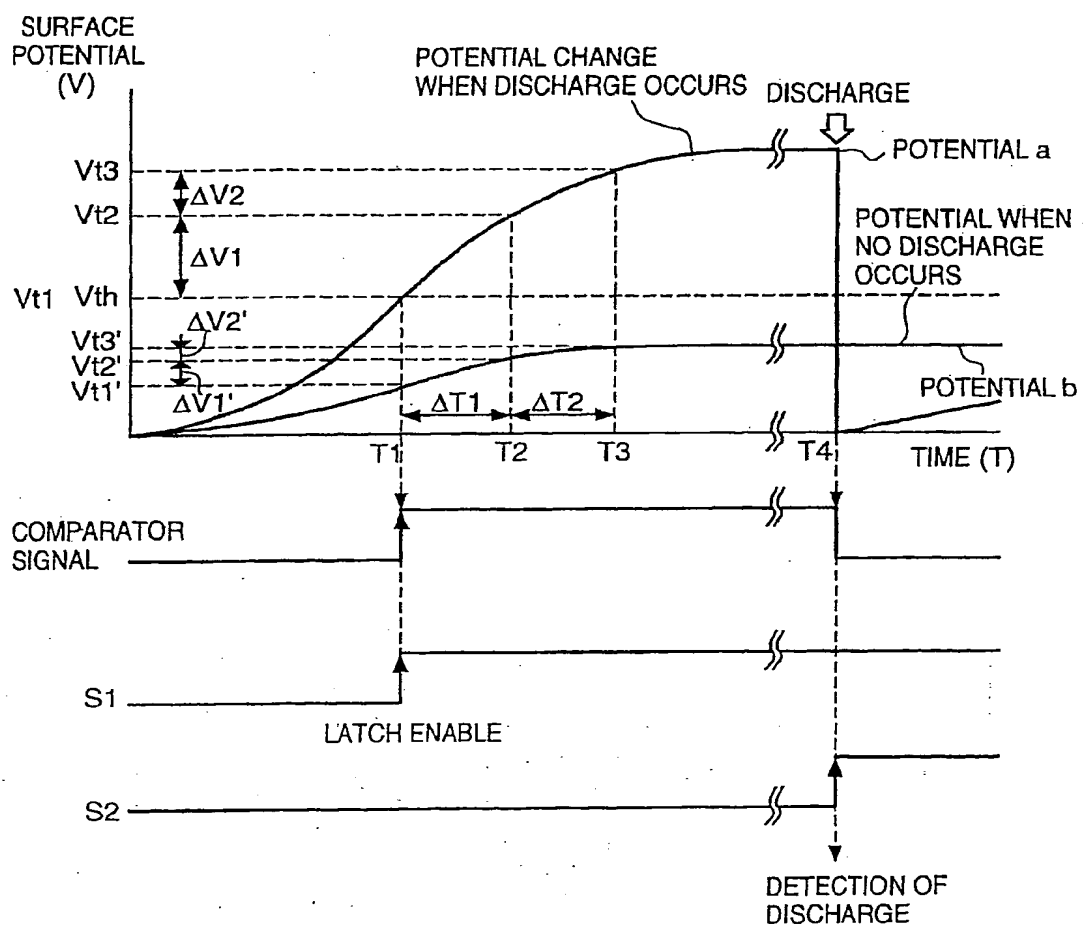 SURFACE
POTENTIAL
(V)
POTENTIAL CHANGE
WHEN DISCHARGE OCCURS
DISCHARGE
POTENTIAL a
Vt3
ΔV2
Vt2
POTENTIAL WHEN
NO DISCHARGE
OCCURS
ΔV1
Vt1 Vth
ΔV2'
Vt3'
Vt2'
Vt1'
ΔV1'
POTENTIAL b
ΔT1 ΔT2
T1 T2 T3 T4 TIME (T)
COMPARATOR
SIGNAL
S1
LATCH ENABLE
S2
DETECTION OF
DISCHARGE